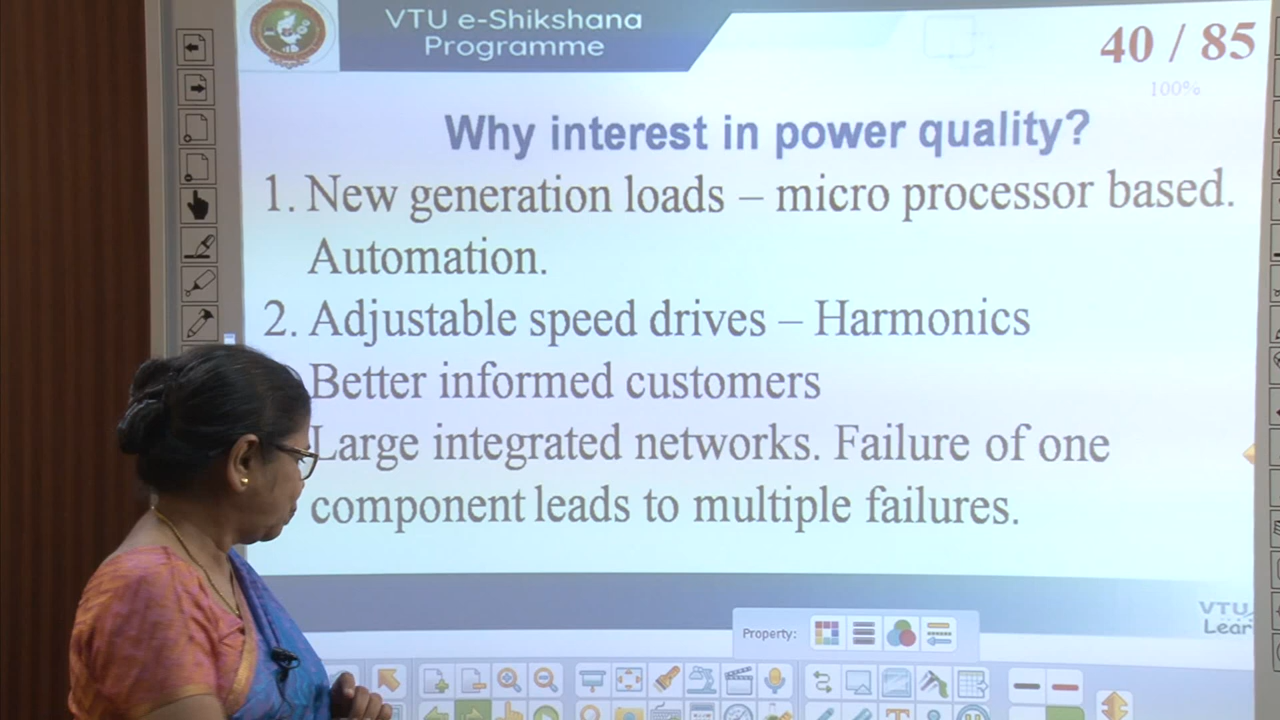 VTU e-Shikshana
Programme
40 / 85
100%
Why interest in power quality?
1. New generation loads – micro processor based.
Automation.
2. Adjustable speed drives – Harmonics
Better informed customers
Large integrated networks. Failure of one
component leads to multiple failures.
VTU
Lear
Property: